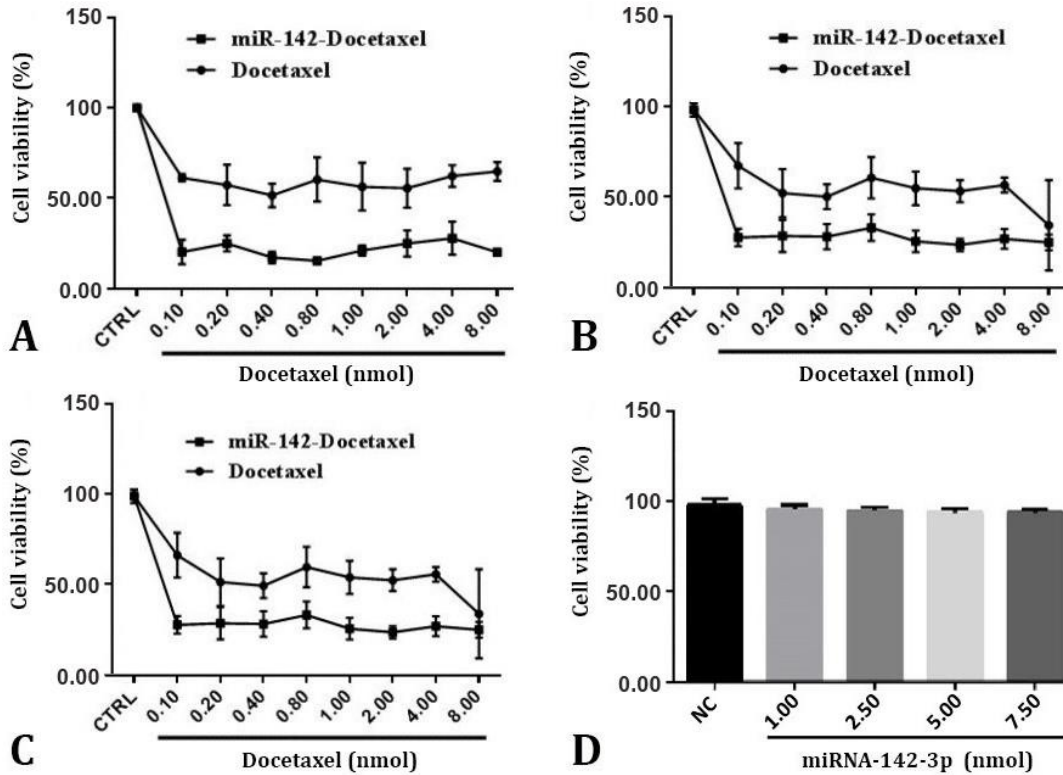 150
100
50.00
0.00
Cell viability (%)
miR-142-Docetaxel
Docetaxel
CTRL
0.10
0.20
0.40
0.80
1.00
2.00
4.00
8.00
Docetaxel (nmol)
A
150
100
50.00
0.00
Cell viability (%)
miR-142-Docetaxel
Docetaxel
CTRL
0.10
0.20
0.40
0.80
1.00
2.00
4.00
8.00
Docetaxel (nmol)
B
150
100
50.00
0.00
Cell viability (%)
miR-142-Docetaxel
Docetaxel
CTRL
0.10
0.20
0.40
0.80
1.00
2.00
4.00
8.00
Docetaxel (nmol)
C
150
100
50.00
0.00
Cell viability (%)
NC
1.00
2.50
5.00
7.50
miRNA-142-3p (nmol)
D